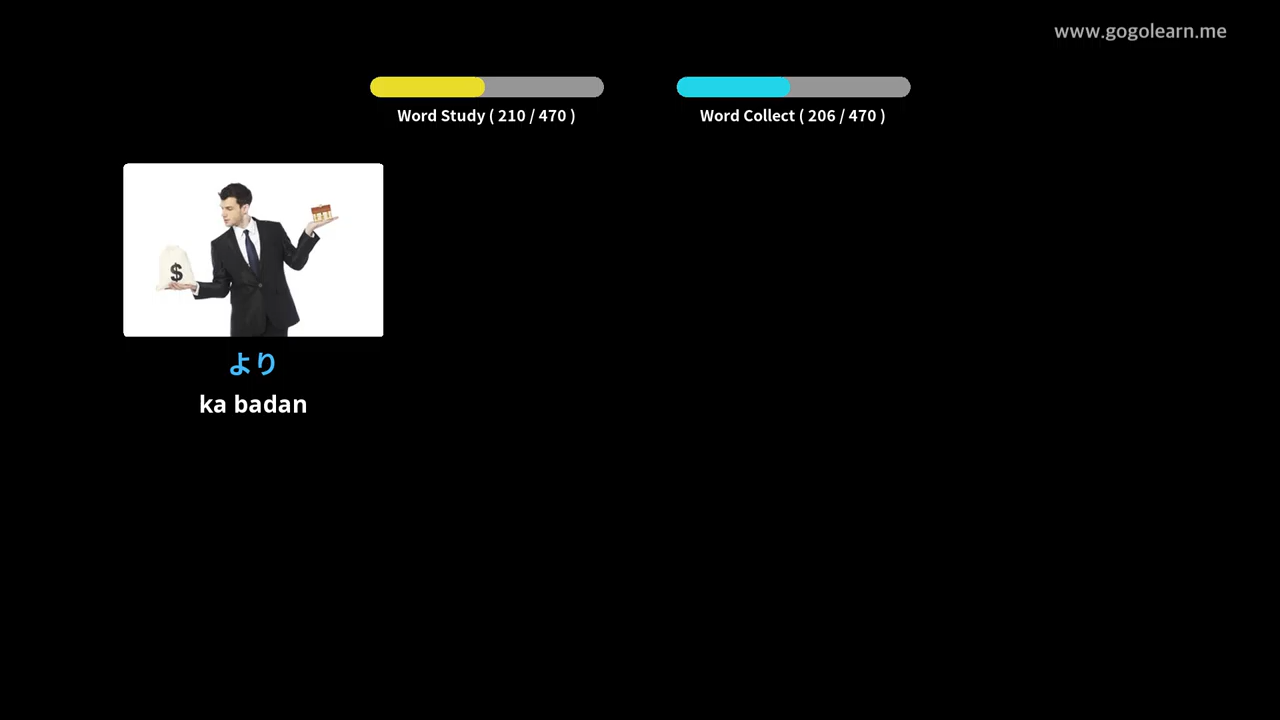 www.gogolearn.me
Word Study ( 210 / 470 )
Word Collect ( 206 / 470 )
$
より
ka badan